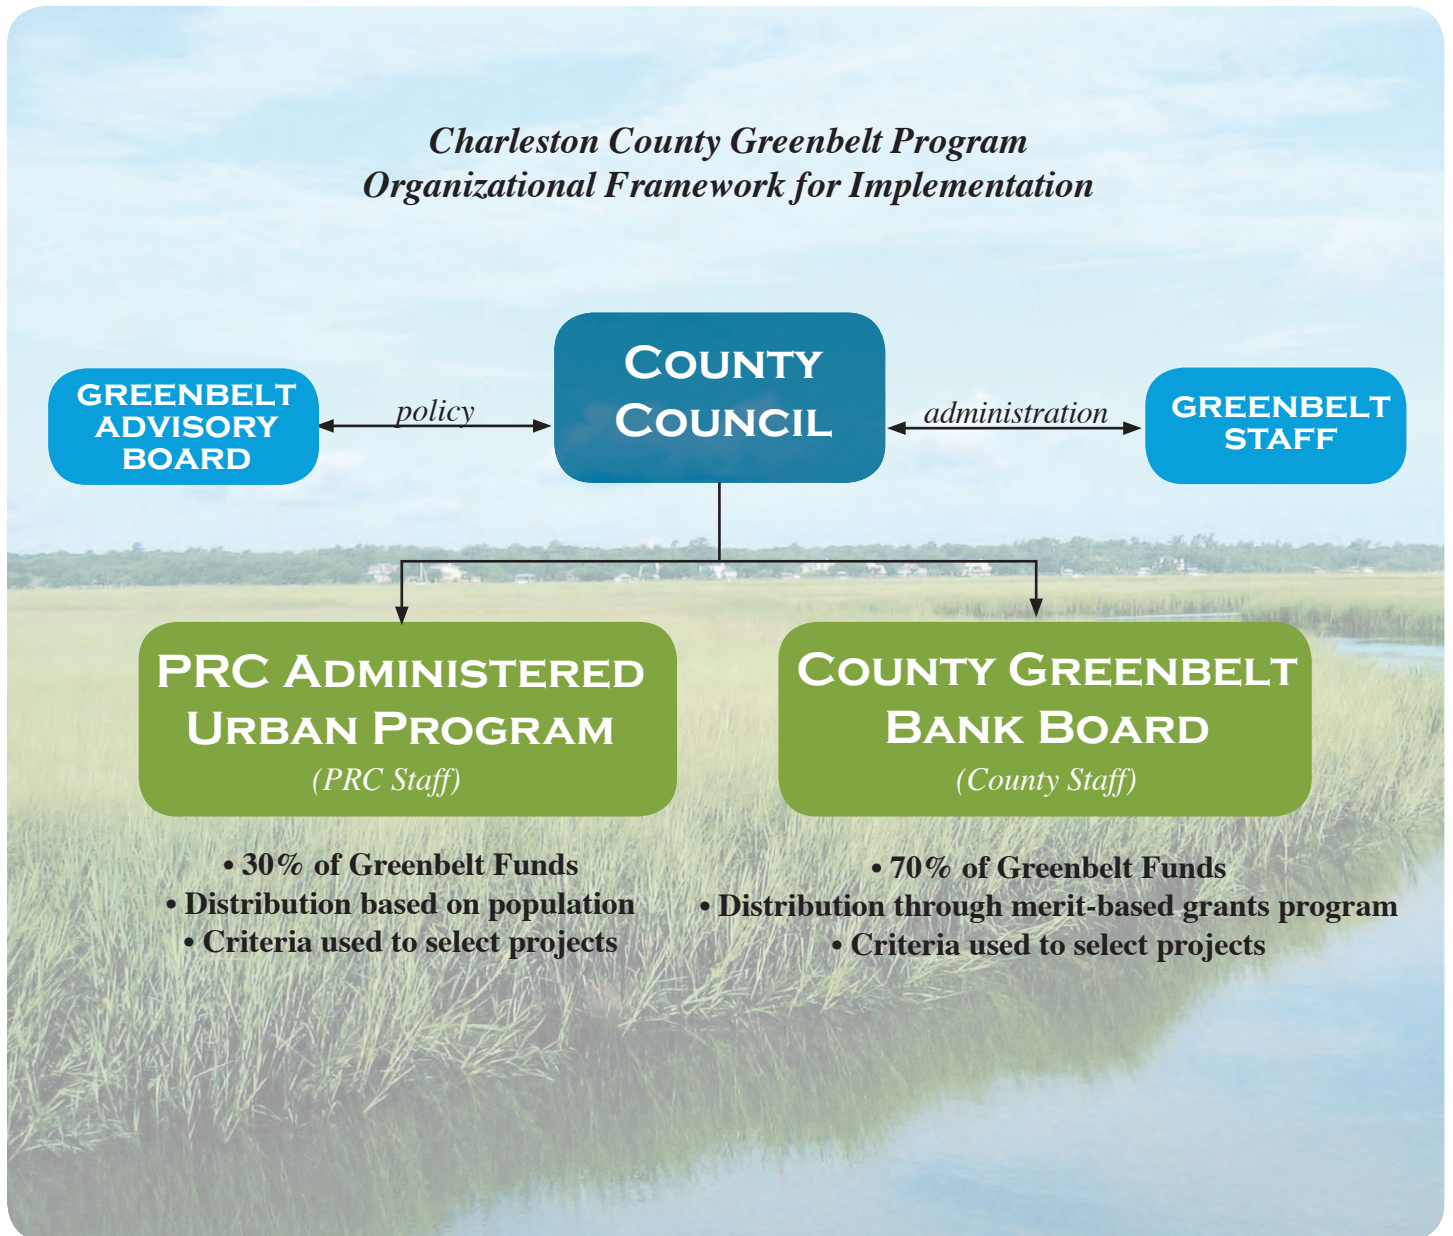 Charleston County Greenbelt Program
Organizational Framework for Implementation
COUNTY
COUNCIL
GREENBELT
ADVISORY
BOARD
policy
administration
GREENBELT
STAFF
PRC ADMINISTERED
URBAN PROGRAM
(PRC Staff)
• 30% of Greenbelt Funds
• Distribution based on population
• Criteria used to select projects
COUNTY GREENBELT
BANK BOARD
(County Staff)
• 70% of Greenbelt Funds
• Distribution through merit-based grants program
• Criteria used to select projects